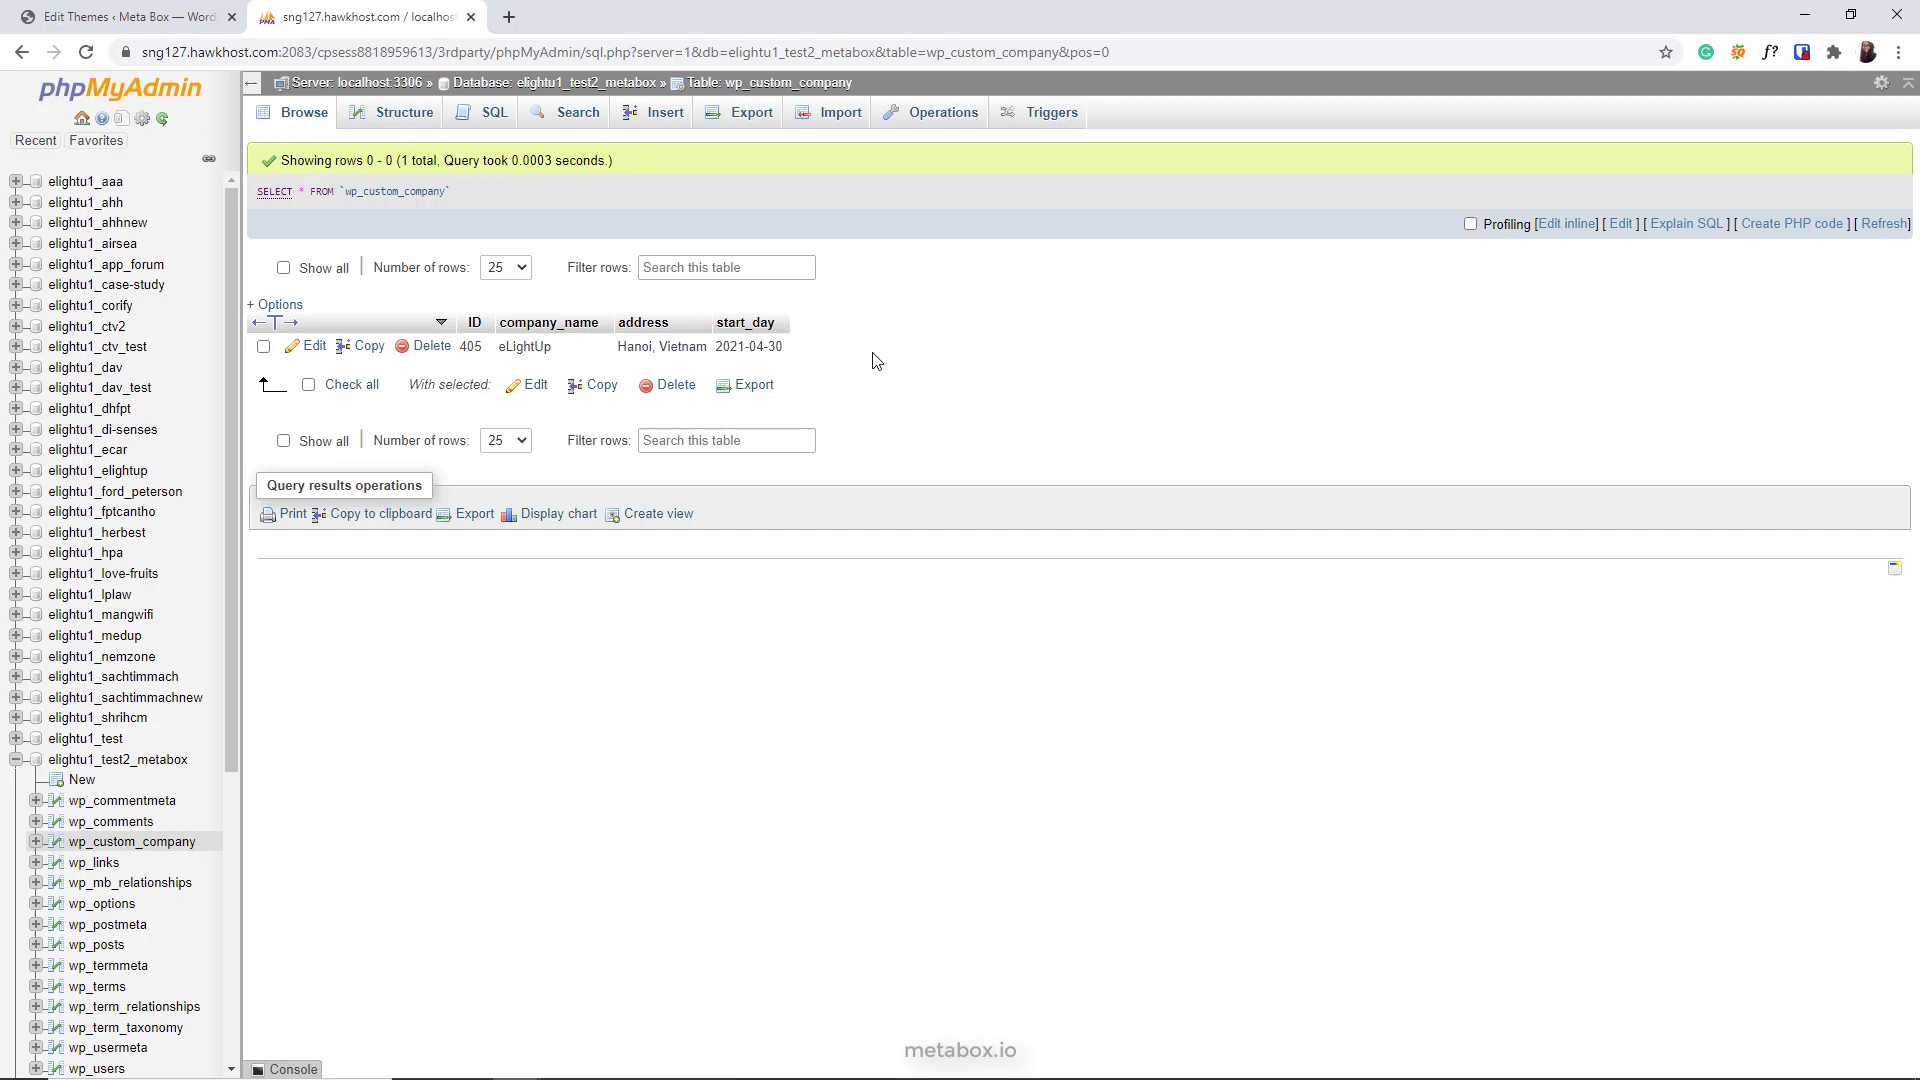 Edit Themes ‹ Meta Box — Word
sng127.hawkhost.com / localhost
sng127.hawkhost.com:2083/cpsess8818959613/3rdparty/phpMyAdmin/sql.php?server=1&db=elightu1_test2_metabox&table=wp_custom_company&pos=0
phpMyAdmin
Recent Favorites
elightu1_aaa
elightu1_ahh
elightu1_ahhnew
elightu1_airsea
elightu1_app_forum
elightu1_case-study
elightu1_corify
elightu1_ctv2
elightu1_ctv_test
elightu1_dav
elightu1_dav_test
elightu1_dhfpt
elightu1_di-senses
elightu1_ecar
elightu1_elightup
elightu1_ford_peterson
elightu1_fptcantho
elightu1_herbest
elightu1_hpa
elightu1_love-fruits
elightu1_lplaw
elightu1_mangwifi
elightu1_medup
elightu1_nemzone
elightu1_sachtimmach
elightu1_sachtimmachnew
elightu1_shrihcm
elightu1_test
elightu1_test2_metabox
New
wp_commentmeta
wp_comments
wp_custom_company
wp_links
wp_mb_relationships
wp_options
wp_postmeta
wp_posts
wp_termmeta
wp_terms
wp_term_relationships
wp_term_taxonomy
wp_usermeta
wp_users
Server: localhost:3306 » Database: elightu1_test2_metabox » Table: wp_custom_company
Browse Structure SQL Search Insert Export Import Operations Triggers
Showing rows 0 - 0 (1 total, Query took 0.0003 seconds.)
SELECT * FROM `wp_custom_company`
Profiling [Edit inline] [ Edit ] [ Explain SQL ] [ Create PHP code ] [ Refresh]
Show all | Number of rows: 25 Filter rows: Search this table
+ Options
ID company_name address start_day
Edit Copy Delete 405 eLightUp Hanoi, Vietnam 2021-04-30
Check all With selected: Edit Copy Delete Export
Show all | Number of rows: 25 Filter rows: Search this table
Query results operations
Print Copy to clipboard Export Display chart Create view
metabox.io
Console